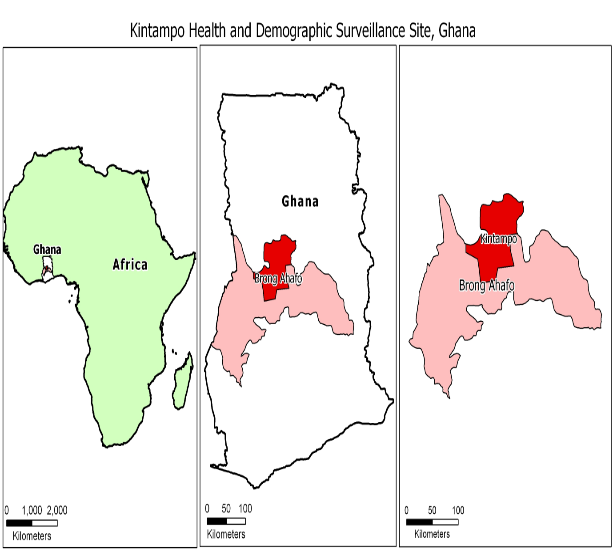 Kintampo Health and Demographic Surveillance Site, Ghana
Ghana
Africa
0 1,000 2,000
Kilometers
Ghana
Brong Ahafo
0 50 100
Kilometers
Kintampo
Brong Ahafo
0 50 100
Kilometers